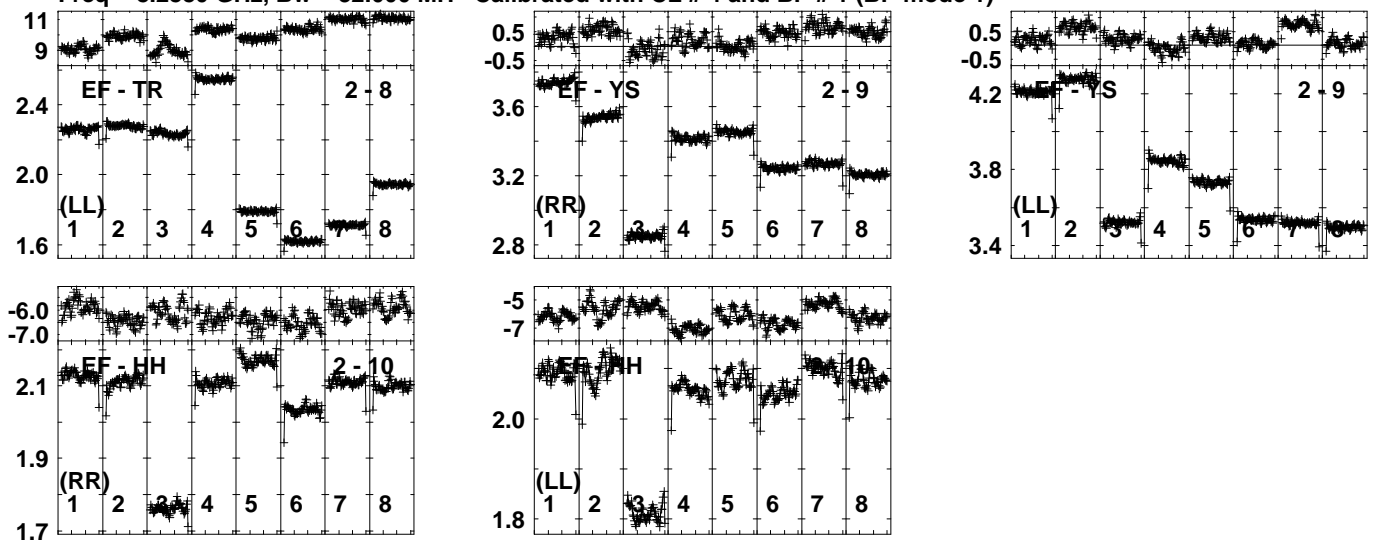 11
9
EF - TR 2 - 8
2.4
2.0
1.6
(LL)
1 2 3 4 5 6 7 8
0.5
-0.5
EF - YS 2 - 9
3.6
3.2
2.8
(RR)
1 2 3 4 5 6 7 8
0.5
-0.5
EF - YS 2 - 9
4.2
3.8
3.4
(LL)
1 2 3 4 5 6 7 8
-6.0
-7.0
EF - HH 2 - 10
2.1
1.9
1.7
(RR)
1 2 3 4 5 6 7 8
-5
-7
EF - HH 2 - 10
2.0
1.8
(LL)
1 2 3 4 5 6 7 8